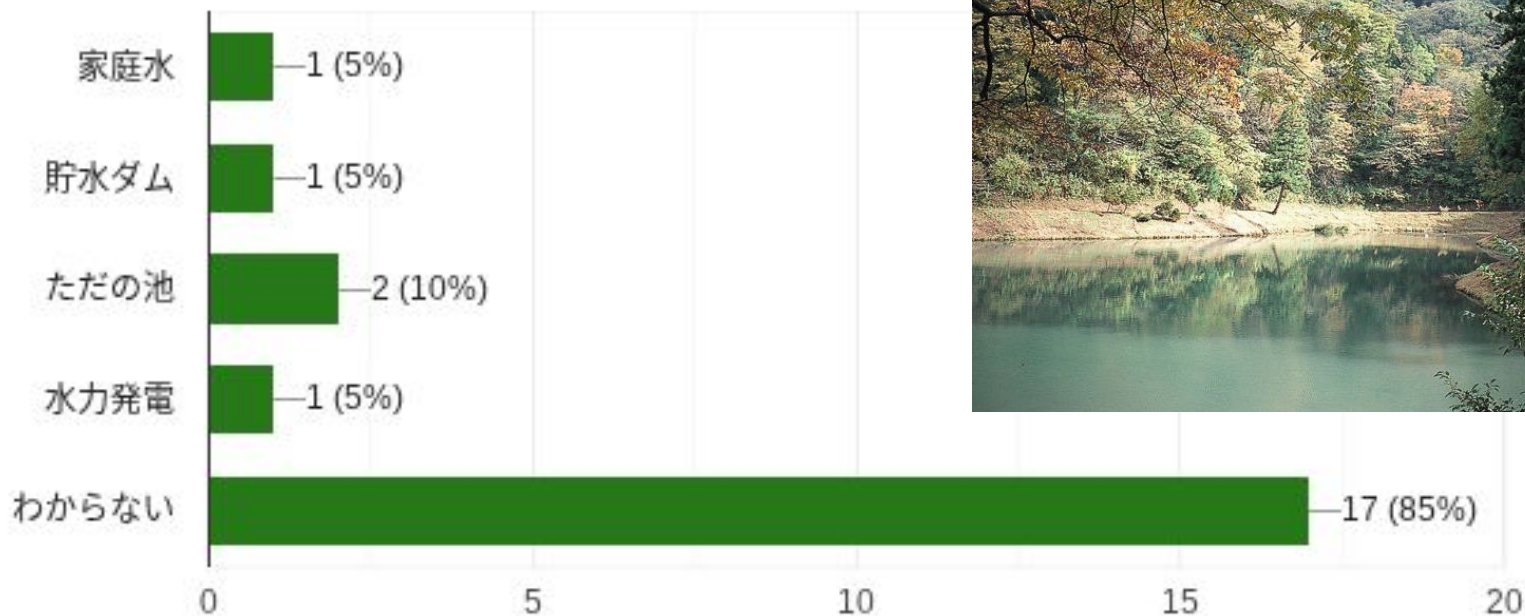 家庭水 1 (5%)
貯水ダム 1 (5%)
ただの池 2 (10%)
水力発電 1 (5%)
わからない 17 (85%)
0 5 10 15 20